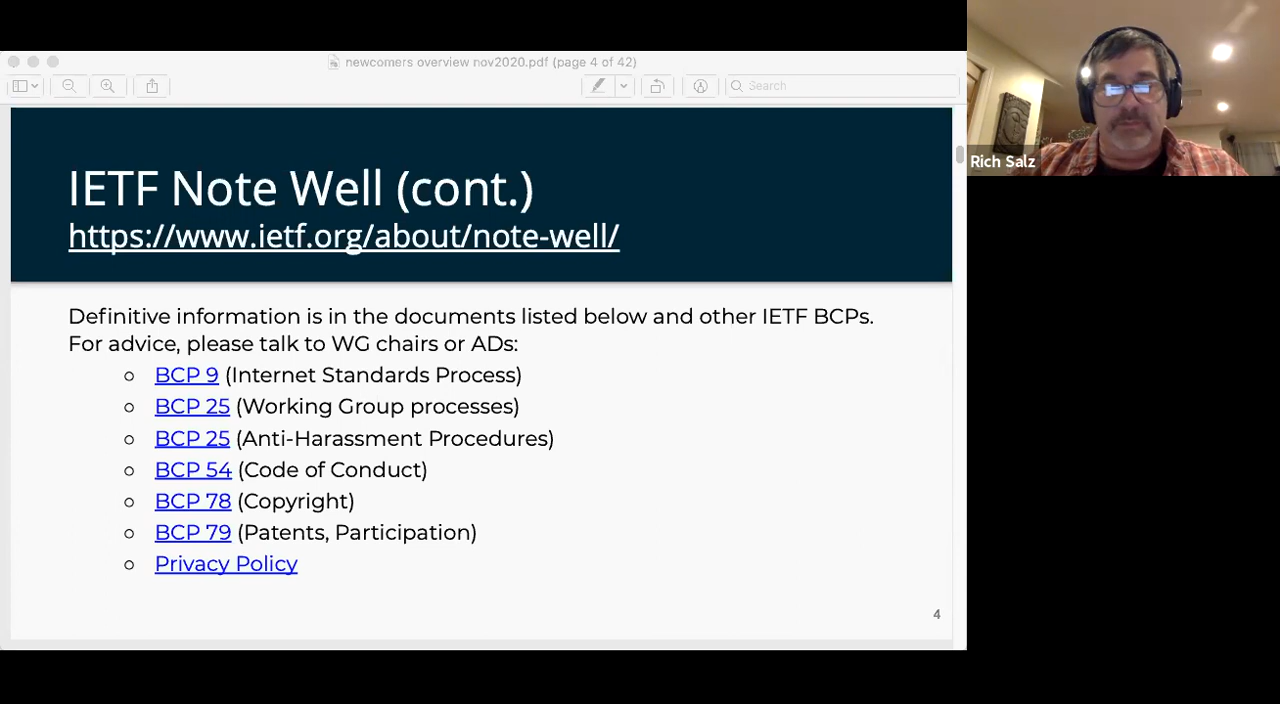 newcomers overview nov2020.pdf (page 4 of 42)
Search
IETF Note Well (cont.)
https://www.ietf.org/about/note-well/
Definitive information is in the documents listed below and other IETF BCPs.
For advice, please talk to WG chairs or ADs:
BCP 9 (Internet Standards Process)
BCP 25 (Working Group processes)
BCP 25 (Anti-Harassment Procedures)
BCP 54 (Code of Conduct)
BCP 78 (Copyright)
BCP 79 (Patents, Participation)
Privacy Policy
4
Rich Salz